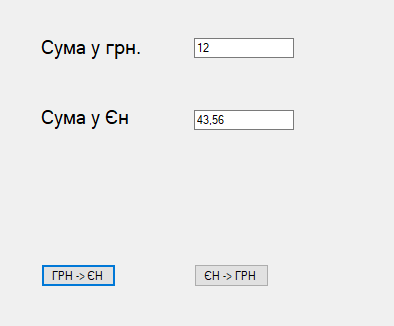 Сума у грн. 12
Сума у Єн 43,56
ГРН -> ЄН ЄН -> ГРН